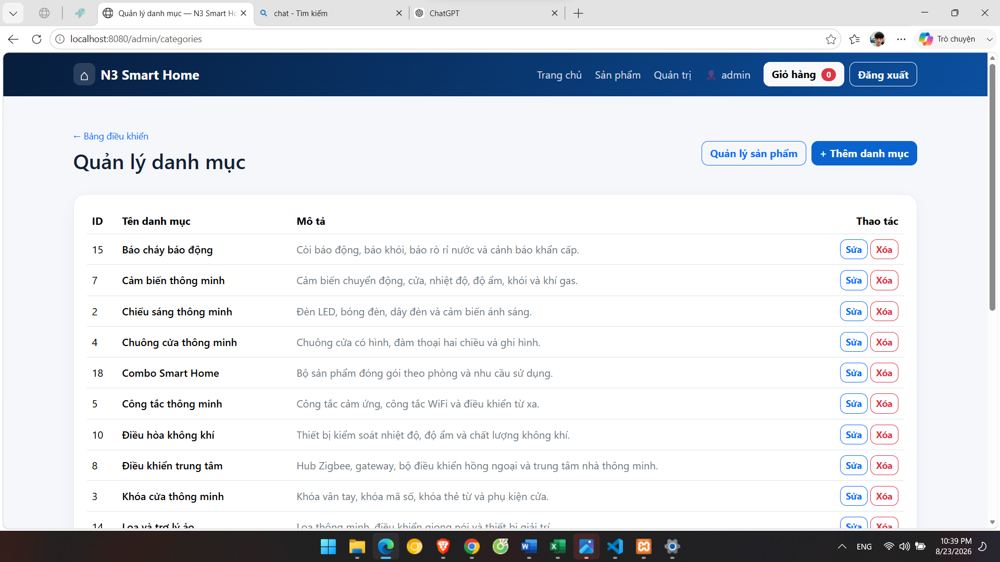 Quản lý danh mục — N3 Smart Ho
chat - Tìm kiếm
ChatGPT
localhost:8080/admin/categories
Trò chuyện
N3 Smart Home
Trang chủ
Sản phẩm
Quản trị
admin
Giỏ hàng 0
Đăng xuất
← Bảng điều khiển
Quản lý danh mục
Quản lý sản phẩm
+ Thêm danh mục
ID Tên danh mục Mô tả Thao tác
15 Báo cháy báo động Còi báo động, báo khói, báo rò rỉ nước và cảnh báo khẩn cấp. Sửa Xóa
7 Cảm biến thông minh Cảm biến chuyển động, cửa, nhiệt độ, độ ẩm, khói và khí gas. Sửa Xóa
2 Chiếu sáng thông minh Đèn LED, bóng đèn, dây đèn và cảm biến ánh sáng. Sửa Xóa
4 Chuông cửa thông minh Chuông cửa có hình, đàm thoại hai chiều và ghi hình. Sửa Xóa
18 Combo Smart Home Bộ sản phẩm đóng gói theo phòng và nhu cầu sử dụng. Sửa Xóa
5 Công tắc thông minh Công tắc cảm ứng, công tắc WiFi và điều khiển từ xa. Sửa Xóa
10 Điều hòa không khí Thiết bị kiểm soát nhiệt độ, độ ẩm và chất lượng không khí. Sửa Xóa
8 Điều khiển trung tâm Hub Zigbee, gateway, bộ điều khiển hồng ngoại và trung tâm nhà thông minh. Sửa Xóa
3 Khóa cửa thông minh Khóa vân tay, khóa mã số, khóa thẻ từ và phụ kiện cửa. Sửa Xóa
14 Loa và trợ lý ảo Loa thông minh, điều khiển giọng nói và thiết bị giải trí. Sửa Xóa
ENG
10:39 PM
8/23/2026